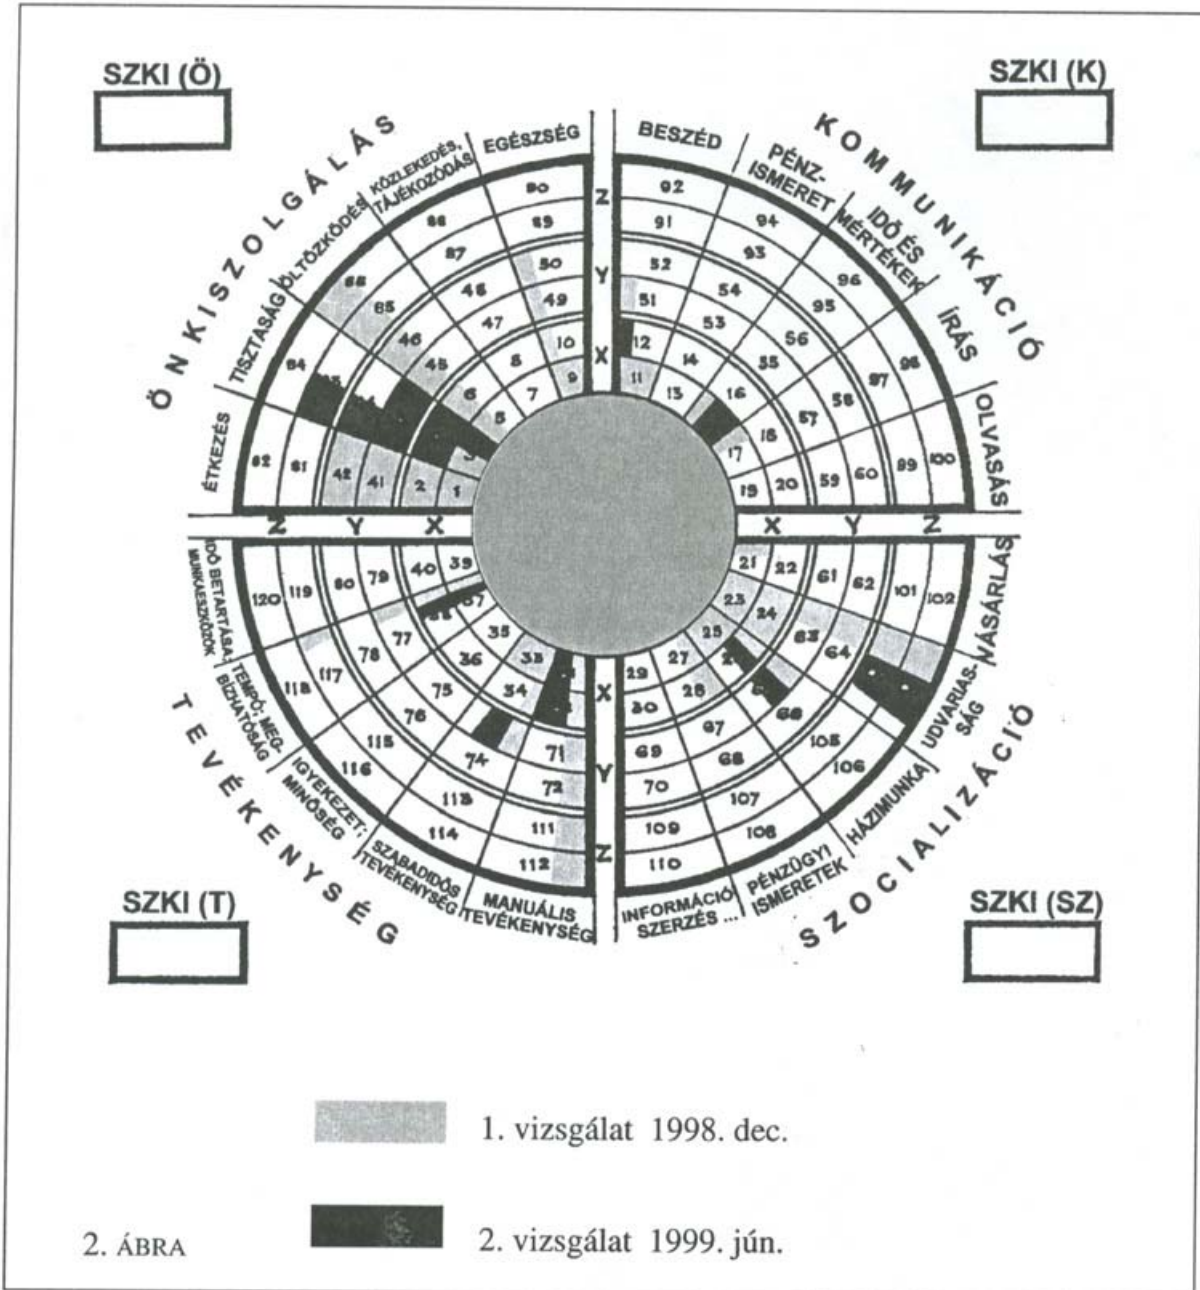 SZKI (Ö)
SZKI (K)
ÖNKISZOLGÁLÁS
ÉTKEZÉS
TISZTASÁG
ÖLTÖZKÖDÉS
KÖZLEKEDÉS,
TÁJÉKOZÓDÁS
EGÉSZSÉG
KOMMUNIKÁCIÓ
BESZÉD
PÉNZ-
ISMERET
IDŐ ÉS
MÉRTÉKEK
ÍRÁS
OLVASÁS
Z
Y
X
90
89
50
49
10
9
88
87
48
47
8
7
86
85
46
45
6
5
84
82
81
42
41
2
1
92
91
52
51
12
11
94
93
54
53
14
13
96
95
56
55
16
98
97
58
57
18
17
100
99
60
59
20
19
Z Y X
X Y Z
120
119
80
79
40
39
118
117
78
77
116
115
76
75
36
35
114
113
74
34
33
112
111
72
71
21
22
61
62
101
102
23
24
63
64
25
66
105
106
27
28
67
68
107
108
29
30
69
70
109
110
X
Y
Z
IDŐ BETARTÁSA;
MUNKAESZKÖZÖK
TEMPÓ; MEG-
BÍZHATÓSÁG
IGYEKEZET;
MINŐSÉG
SZABADIDŐS
TEVÉKENYSÉG
MANUÁLIS
TEVÉKENYSÉG
TEVÉKENYSÉG
NÁSÁRLÁS
UDVARIAS-
SÁG
HÁZIMUNKA
PÉNZÜGYI
ISMERETEK
INFORMÁCIÓ
SZERZÉS ...
SZOCIALIZÁCIÓ
SZKI (T)
SZKI (SZ)
1. vizsgálat 1998. dec.
2. vizsgálat 1999. jún.
2. ÁBRA